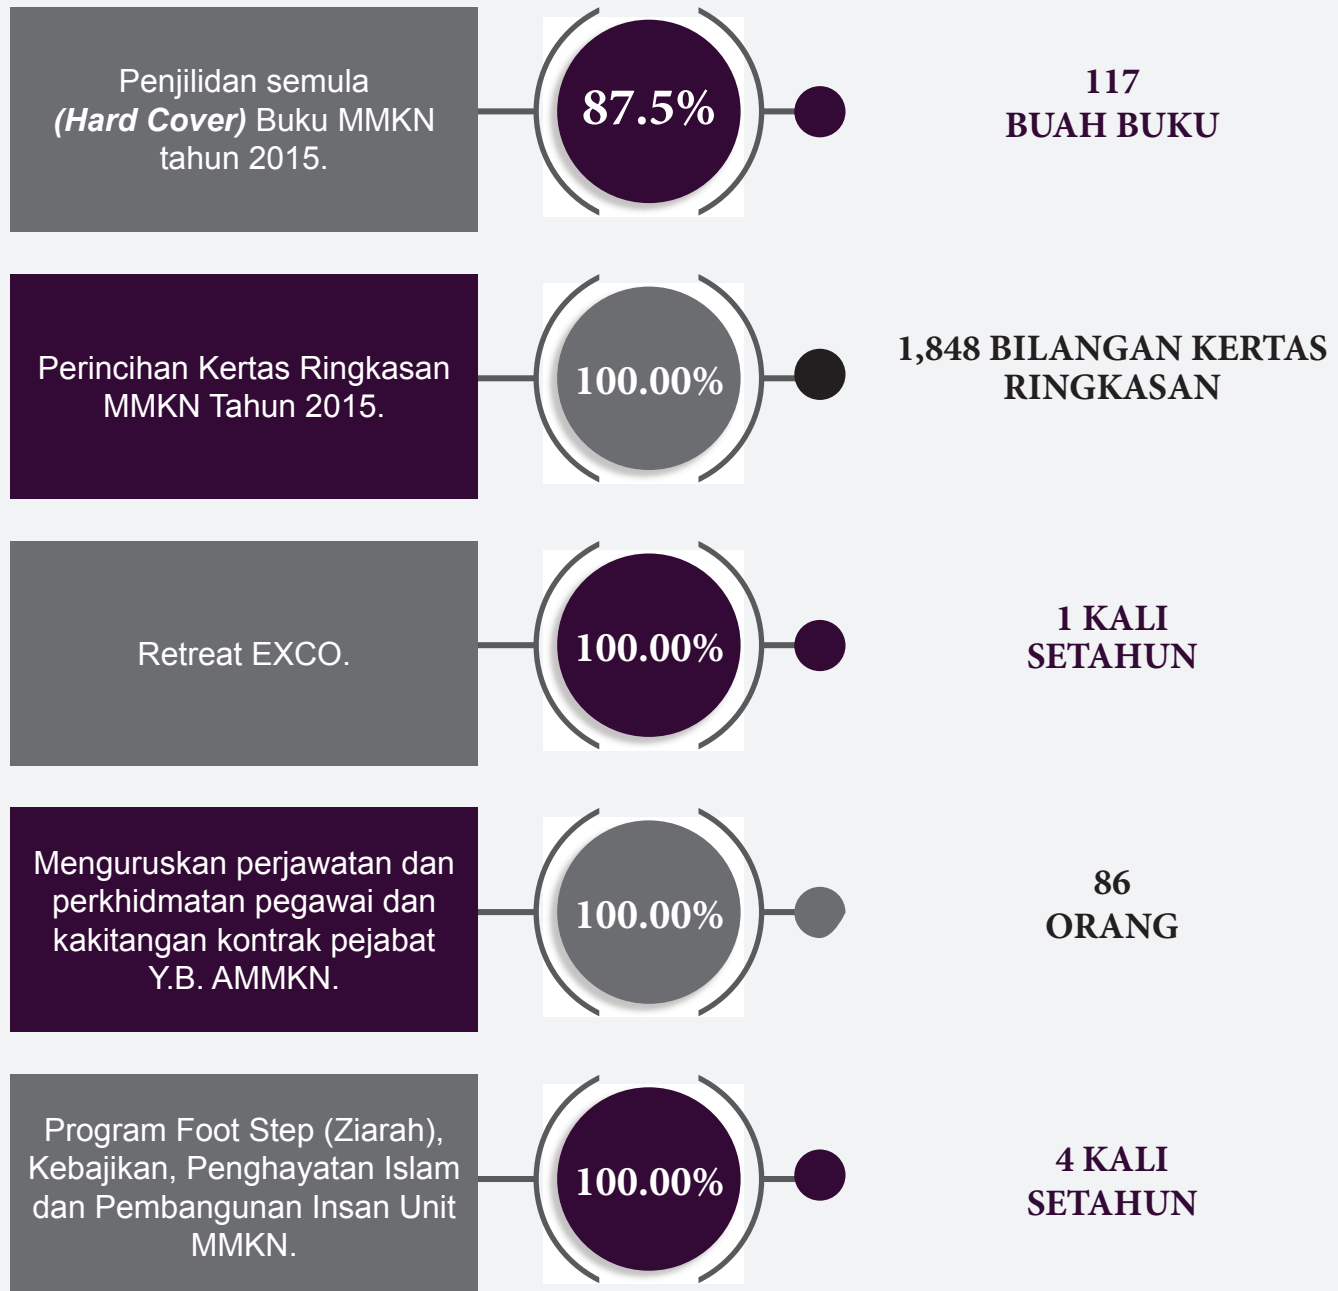 Penjilidan semula
(Hard Cover) Buku MMKN
tahun 2015.
87.5%
117
BUAH BUKU
Perincihan Kertas Ringkasan
MMKN Tahun 2015.
100.00%
1,848 BILANGAN KERTAS
RINGKASAN
Retreat EXCO.
100.00%
1 KALI
SETAHUN
Menguruskan perjawatan dan
perkhidmatan pegawai dan
kakitangan kontrak pejabat
Y.B. AMMKN.
100.00%
86
ORANG
Program Foot Step (Ziarah),
Kebajikan, Penghayatan Islam
dan Pembangunan Insan Unit
MMKN.
100.00%
4 KALI
SETAHUN